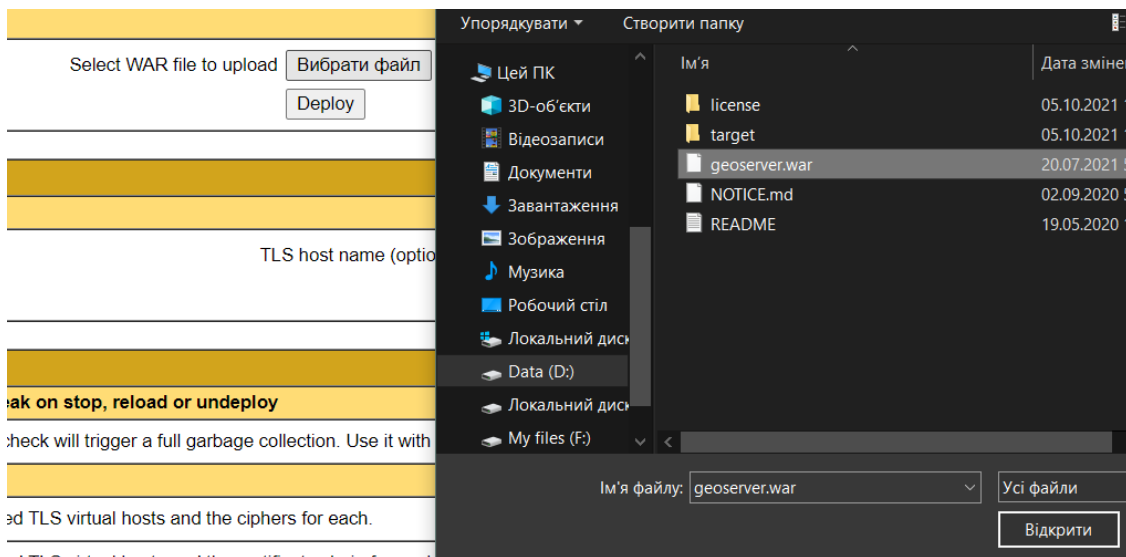 Select WAR file to upload Вибрати файл
Deploy
TLS host name
eak on stop, reload or undeploy
check will trigger a full garbage collection. Use it with
ed TLS virtual hosts and the ciphers for each.
Упорядкувати Створити папку
Цей ПК
3D-об'єкти
Відеозаписи
Документи
Завантаження
Зображення
Музика
Робочий стіл
Локальний диск
Data (D:)
Локальний диск
My files (F:)
Ім'я Дата зміне
license 05.10.2021
target 05.10.2021
geoserver.war 20.07.2021
NOTICE.md 02.09.2020
README 19.05.2020
Ім'я файлу: geoserver.war Усі файли
Відкрити